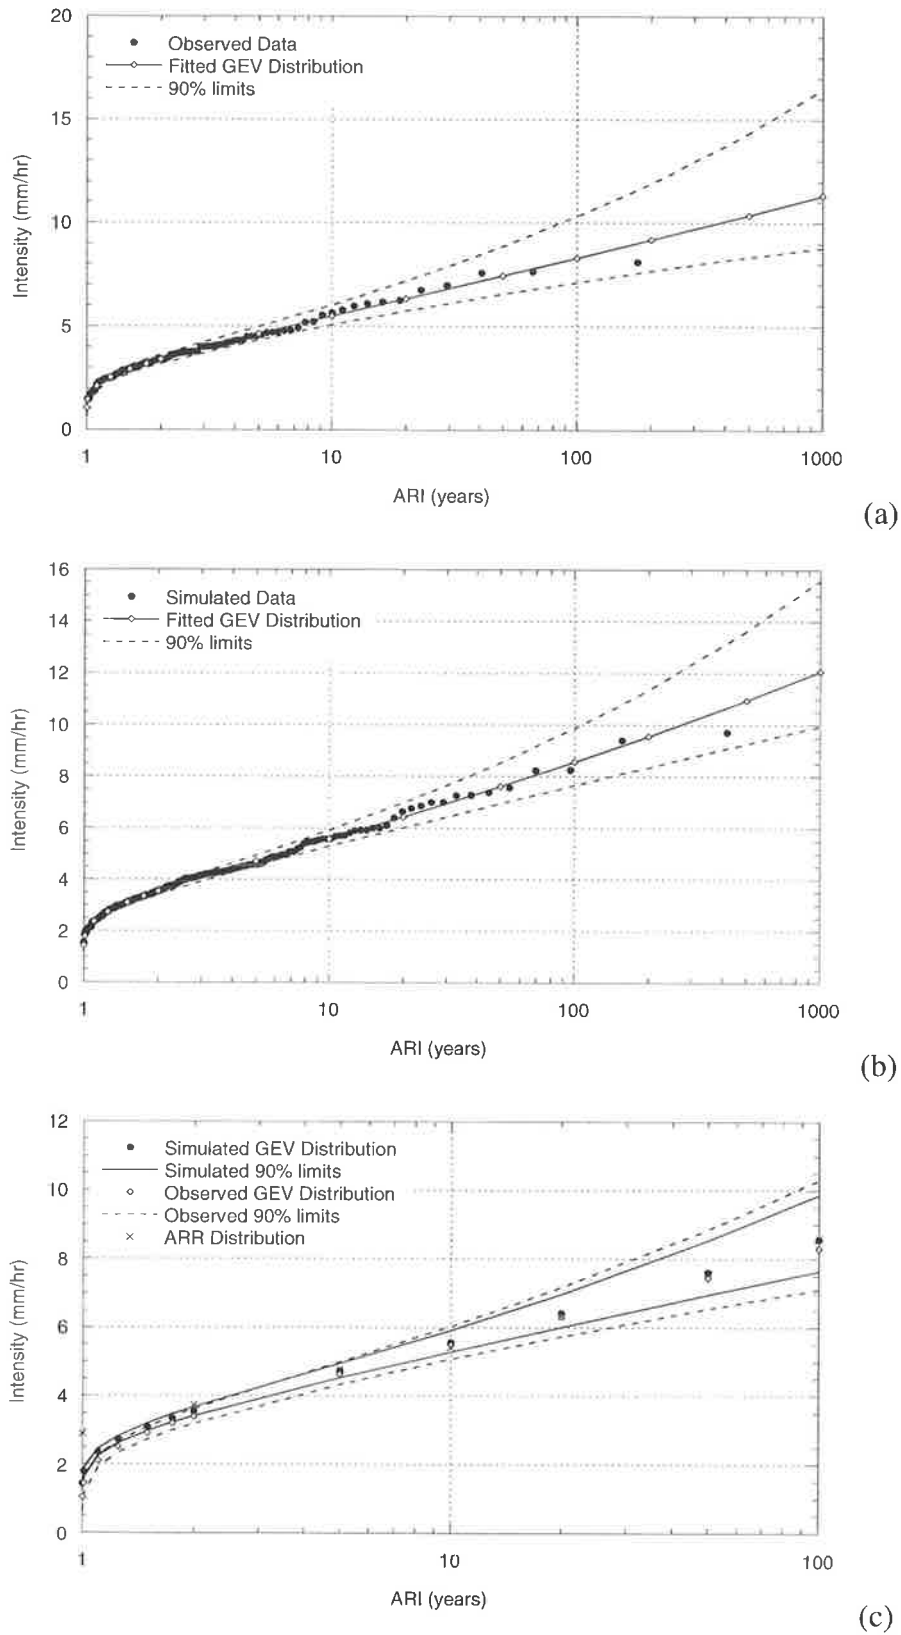 20
15
10
5
0
Intensity (mm/hr)
Observed Data
Fitted GEV Distribution
90% limits
1
10
100
1000
ARI (years)
(a)
16
14
12
10
8
6
4
2
0
Intensity (mm/hr)
Simulated Data
Fitted GEV Distribution
90% limits
1
10
100
1000
ARI (years)
(b)
12
10
8
6
4
2
0
Intensity (mm/hr)
Simulated GEV Distribution
Simulated 90% limits
Observed GEV Distribution
Observed 90% limits
ARR Distribution
1
10
100
ARI (years)
(c)